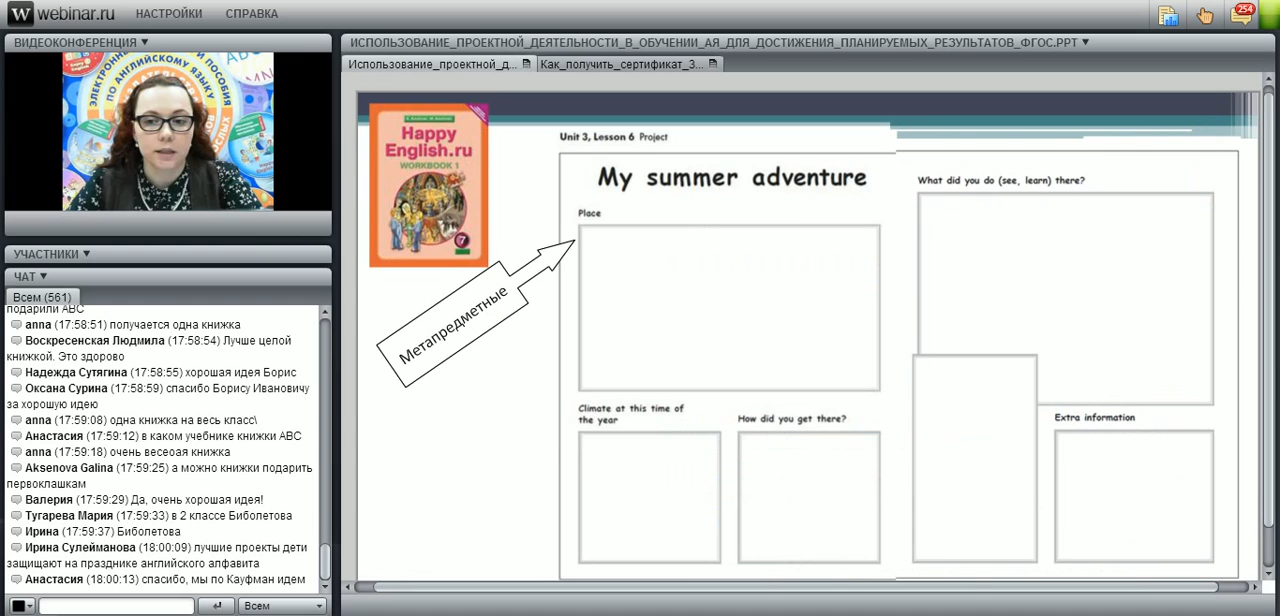 W webinar.ru НАСТРОЙКИ СПРАВКА
254
ВИДЕОКОНФЕРЕНЦИЯ
ЭЛЕКТРОННЫЕ ПОСОБИЯ
ПО АНГЛИЙСКОМУ ЯЗЫКУ
УЧАСТНИКИ
ЧАТ
Всем (561)
подарили ABC
anna (17:58:51) получается одна книжка
Воскресенская Людмила (17:58:54) Лучше целой
книжкой. Это здорово
Надежда Сутягина (17:58:55) хорошая идея Борис
Оксана Сурина (17:58:59) спасибо Борису Ивановичу
за хорошую идею
anna (17:59:08) одна книжка на весь класс\
Анастасия (17:59:12) в каком учебнике книжки ABC
anna (17:59:18) очень весеоая книжка
Aksenova Galina (17:59:25) а можно книжки подарить
первоклашкам
Валерия (17:59:29) Да, очень хорошая идея!
Тугарева Мария (17:59:33) в 2 классе Биболетова
Ирина (17:59:37) Биболетова
Ирина Сулейманова (18:00:09) лучшие проекты дети
защищают на празднике английского алфавита
Анастасия (18:00:13) спасибо, мы по Кауфман идем
Всем
ИСПОЛЬЗОВАНИЕ_ПРОЕКТНОЙ_ДЕЯТЕЛЬНОСТИ_В_ОБУЧЕНИИ_АЯ_ДЛЯ_ДОСТИЖЕНИЯ_ПЛАНИРУЕМЫХ_РЕЗУЛЬТАТОВ_ФГОС.PPT
Использование_проектной_д... Как_получить_сертификат_3...
Happy
English.ru
WORKBOOK 1
7
Метапредметные
Unit 3, Lesson 6 Project
My summer adventure
Place
Climate at this time of
the year
How did you get there?
What did you do (see, learn) there?
Extra information